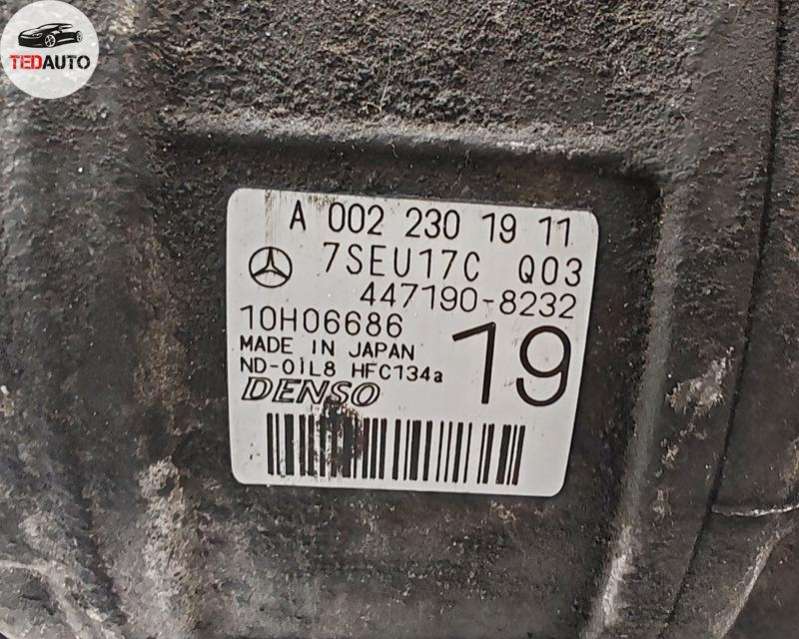 TEDAUTO
A 002 230 19 11
7SEU17C Q03
447190-8232
10H06686
MADE IN JAPAN
ND-OIL8 HFC134a
19
DENSO